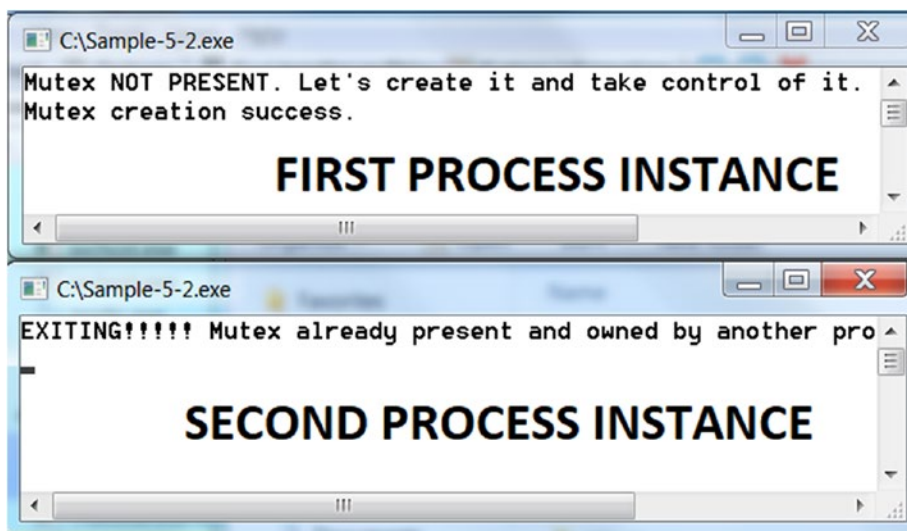 C:\Sample-5-2.exe
Mutex NOT PRESENT. Let's create it and take control of it.
Mutex creation success.
FIRST PROCESS INSTANCE
C:\Sample-5-2.exe
EXITING!!!!! Mutex already present and owned by another pro
SECOND PROCESS INSTANCE